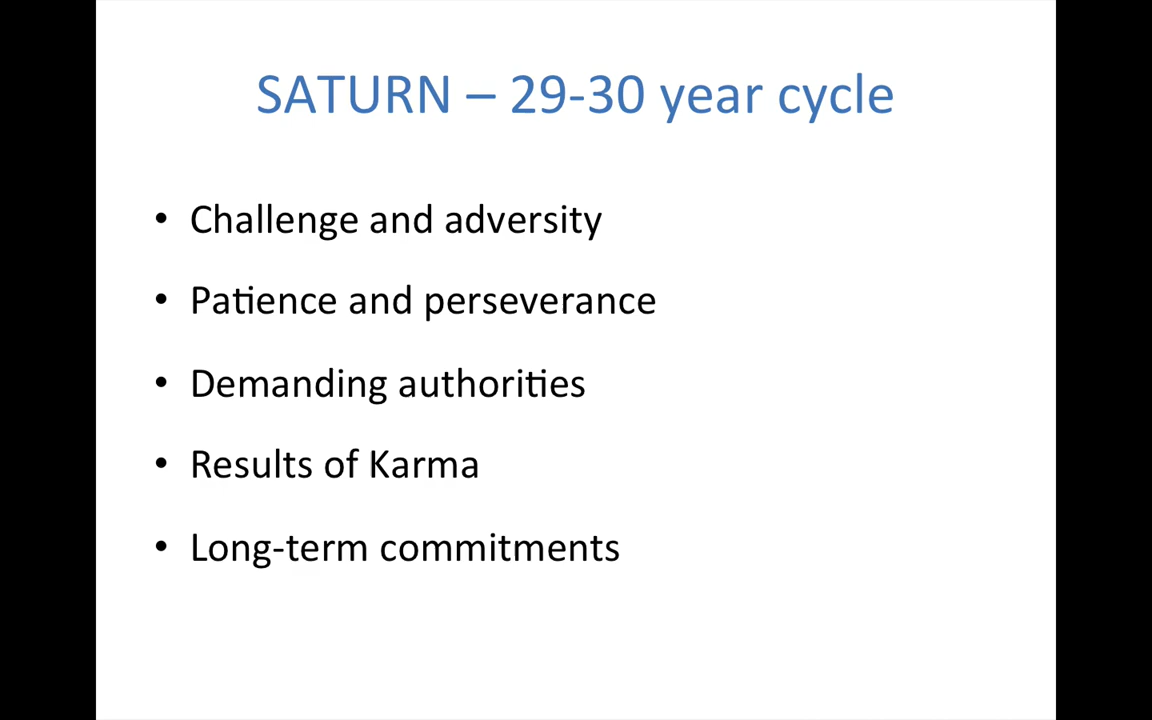 SATURN – 29-30 year cycle
• Challenge and adversity
• Patience and perseverance
• Demanding authorities
• Results of Karma
• Long-term commitments